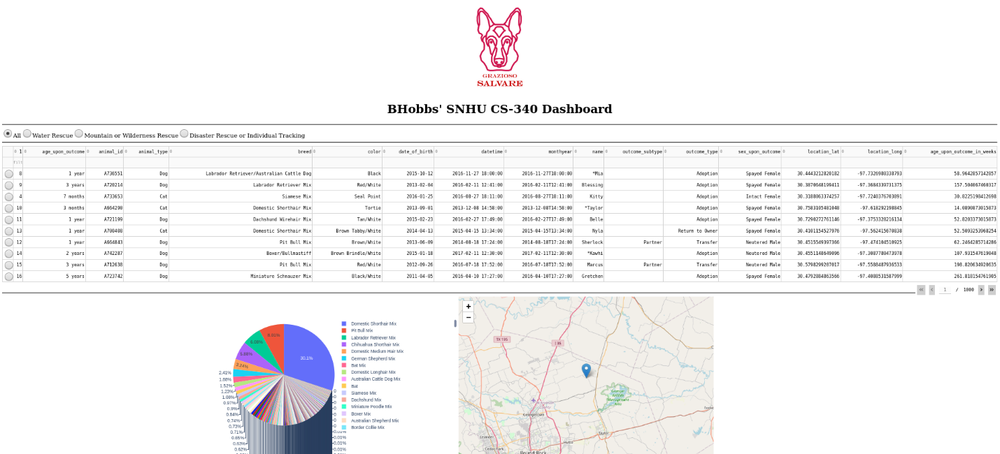 GRAZIOSO
SALVARE
BHobbs' SNHU CS-340 Dashboard
All Water Rescue Mountain or Wilderness Rescue Disaster Rescue or Individual Tracking
1 age_upon_outcome animal_id animal_type breed color date_of_birth datetime monthyear name outcome_subtype outcome_type sex_upon_outcome location_lat location_long age_upon_outcome_in_weeks
8 1 year A736551 Dog Labrador Retriever/Australian Cattle Dog Black 2015-10-12 2016-11-27 18:00:00 2016-11-27T18:00:00 *Mia Adoption Spayed Female 30.4443212820182 -97.7326980338793 58.9642857142857
9 3 years A720214 Dog Labrador Retriever Mix Red/White 2013-02-04 2016-02-11 12:41:00 2016-02-11T12:41:00 Blessing Adoption Spayed Female 30.3870648199411 -97.3684339731375 157.504067460317
4 7 months A733653 Cat Siamese Mix Seal Point 2016-01-25 2016-08-27 18:11:00 2016-08-27T18:11:00 Kitty Adoption Intact Female 30.3188063374257 -97.7240376703891 30.8225198412698
10 3 months A664290 Cat Domestic Shorthair Mix Tortie 2013-09-01 2013-12-08 14:58:00 2013-12-08T14:58:00 *Taylor Adoption Spayed Female 30.7583105481048 -97.618292198845 14.0890873015873
11 1 year A721199 Dog Dachshund Wirehair Mix Tan/White 2015-02-23 2016-02-27 17:49:00 2016-02-27T17:49:00 Belle Adoption Spayed Female 30.7290272761146 -97.3753328216134 52.8203373015873
13 1 year A700408 Cat Domestic Shorthair Mix Brown Tabby/White 2014-04-13 2015-04-15 13:34:00 2015-04-15T13:34:00 Nyla Return to Owner Spayed Female 30.4101154527976 -97.562415670838 52.5093253968254
12 1 year A664843 Dog Pit Bull Mix Brown/White 2013-06-09 2014-08-18 17:24:00 2014-08-18T17:24:00 Sherlock Partner Transfer Neutered Male 30.4515549397366 -97.474104510925 62.2464285714286
14 2 years A742287 Dog Boxer/Bullmastiff Brown Brindle/White 2015-01-18 2017-02-11 12:30:00 2017-02-11T12:30:00 *Kawhi Adoption Neutered Male 30.4551148649096 -97.3087780473978 107.931547619048
15 3 years A712638 Dog Pit Bull Mix Red/White 2012-09-26 2016-07-18 17:52:00 2016-07-18T17:52:00 Marcus Partner Transfer Neutered Male 30.5798299207017 -97.5588487936533 198.820634920635
16 5 years A723742 Dog Miniature Schnauzer Mix Black/White 2011-04-05 2016-04-10 17:27:00 2016-04-10T17:27:00 Gretchen Adoption Spayed Female 30.4792884863566 -97.4088531587999 261.818154761905
« ‹ 1 / 1000 › »
Domestic Shorthair Mix
Pit Bull Mix
Labrador Retriever Mix
Chihuahua Shorthair Mix
Domestic Medium Hair Mix
German Shepherd Mix
Bat Mix
Domestic Longhair Mix
Australian Cattle Dog Mix
Bat
Siamese Mix
Dachshund Mix
Miniature Poodle Mix
Boxer Mix
Australian Shepherd Mix
Border Collie Mix
30.1%
3.24%
2.41%
1.88%
1.52%
1.23%
1.08%
0.97%
0.9%
0.84%
0.74%
0.73%
0.71%
0.65%
0.63%
0.62%
0
0
0
0
0
0
0
0.01%
0.01%
0.01%
0.01%
+
−
TX 195
I 35
Georgetown
Taylor
Hutto
Leander
Cedar Park
Round Rock